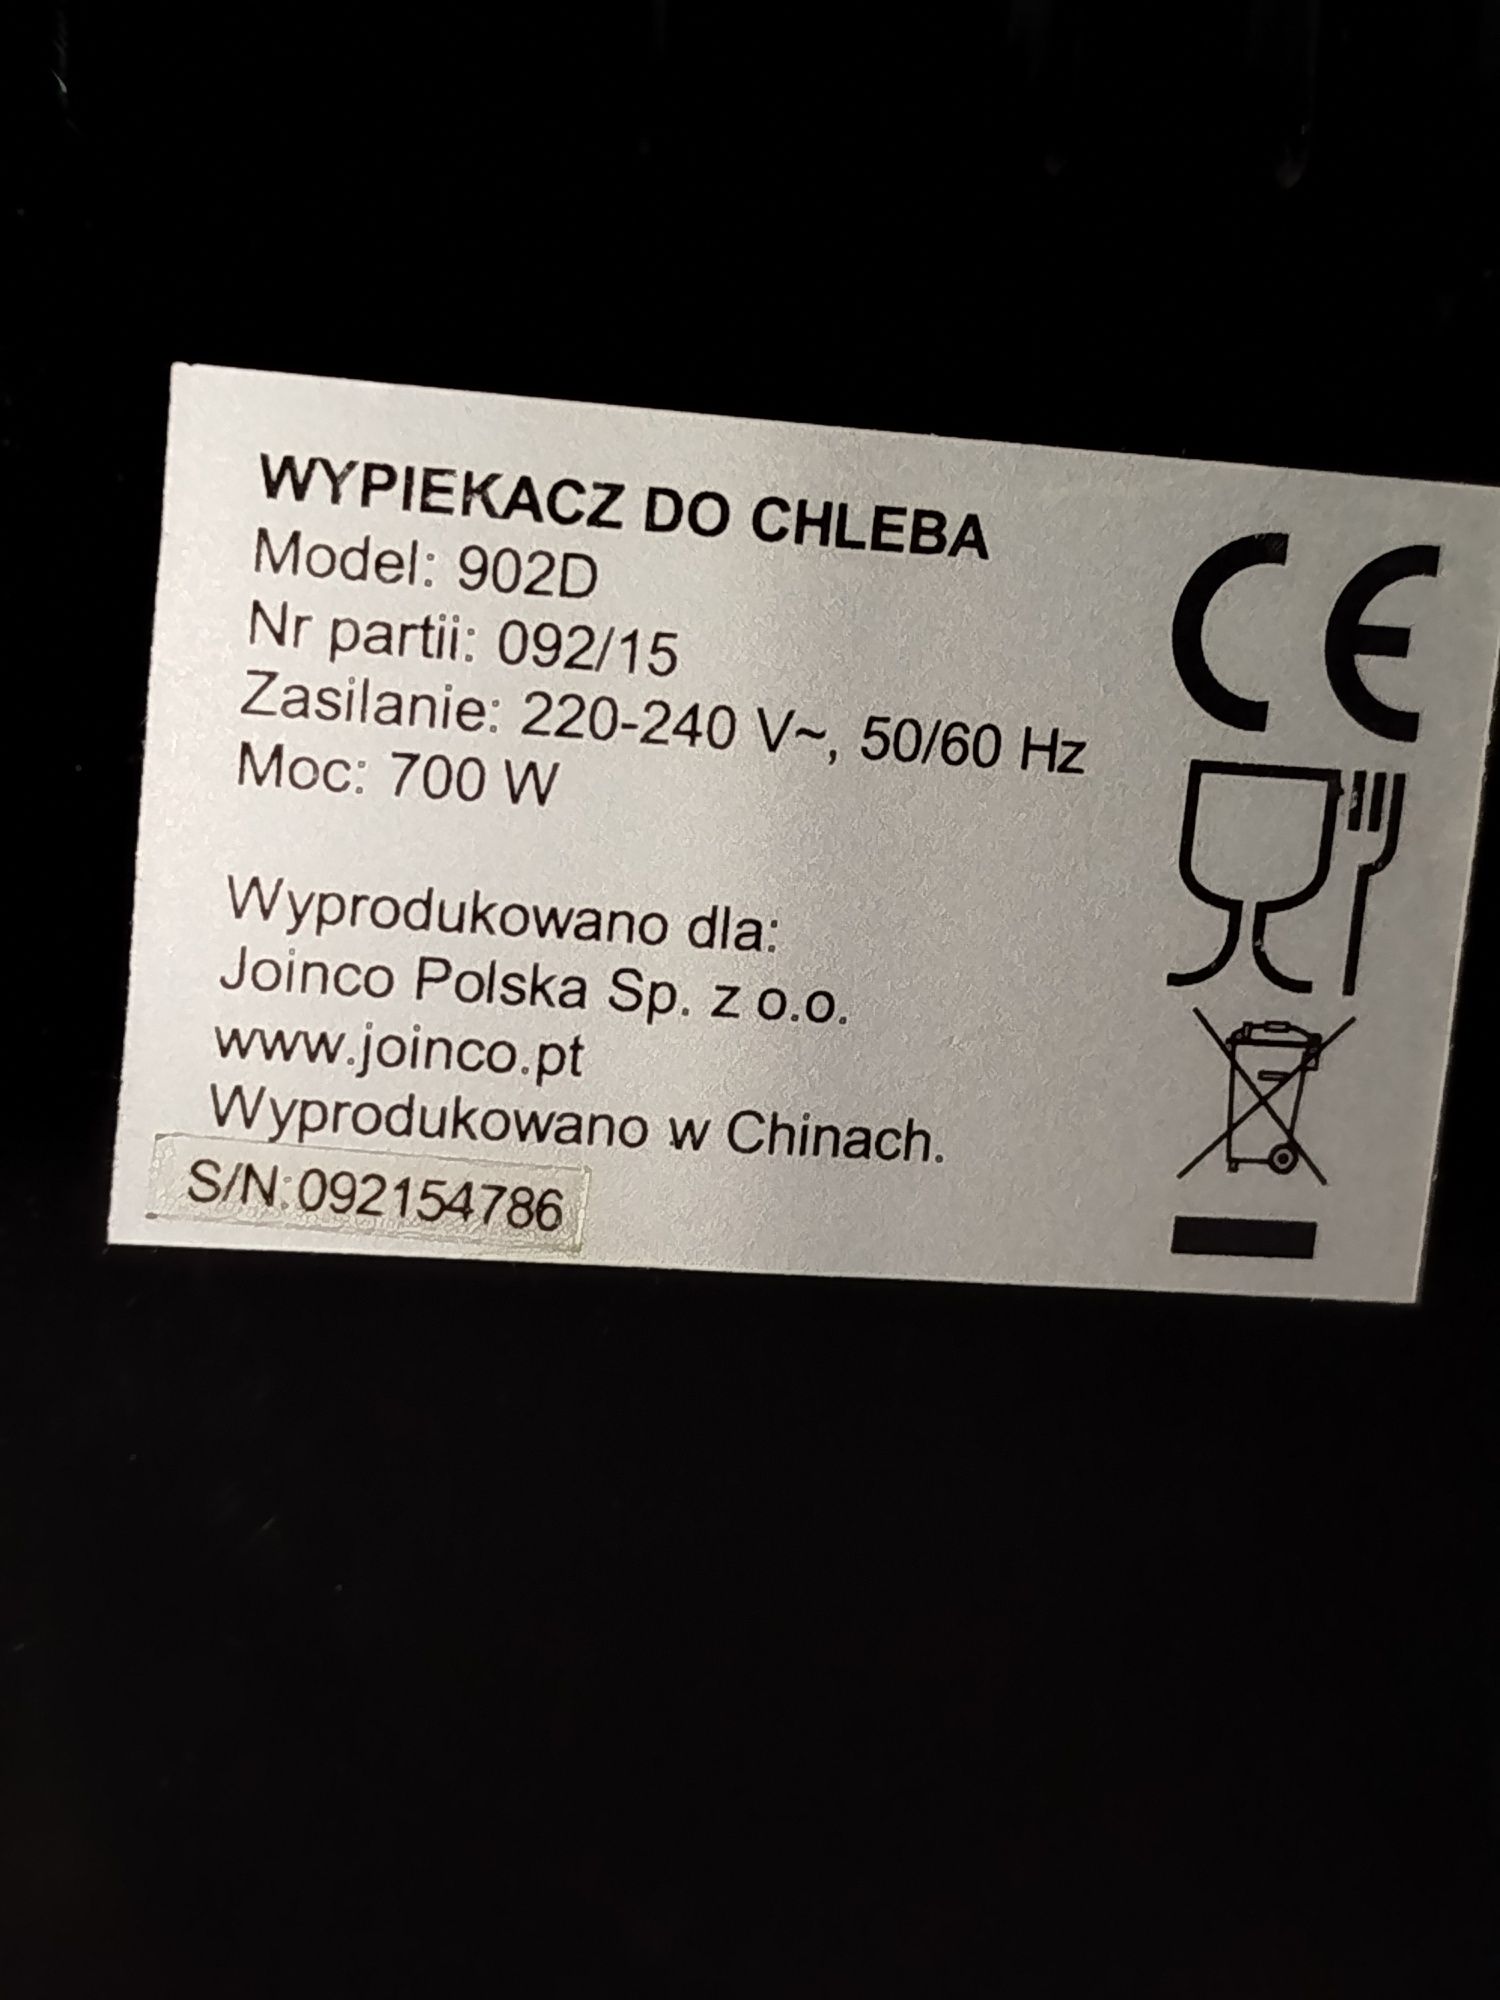 WYPIEKACZ DO CHLEBA
Model: 902D
Nr partii: 092/15
Zasilanie: 220-240 V~, 50/60 Hz
Moc: 700 W
Wyprodukowano dla:
Joinco Polska Sp. z o.o.
www.joinco.pt
Wyprodukowano w Chinach.
S/N:092154786
CE